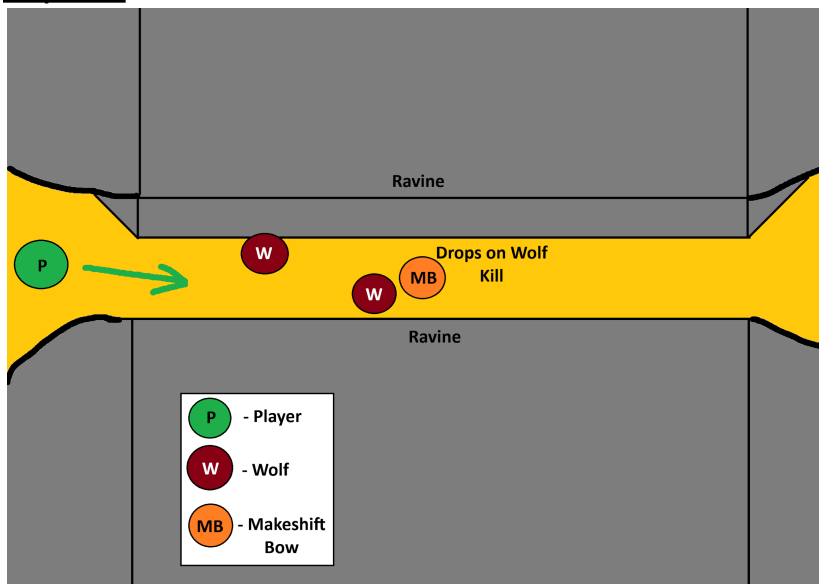 Ravine
W
Drops on Wolf
Kill
P
MB
W
Ravine
P - Player
W - Wolf
MB - Makeshift
Bow